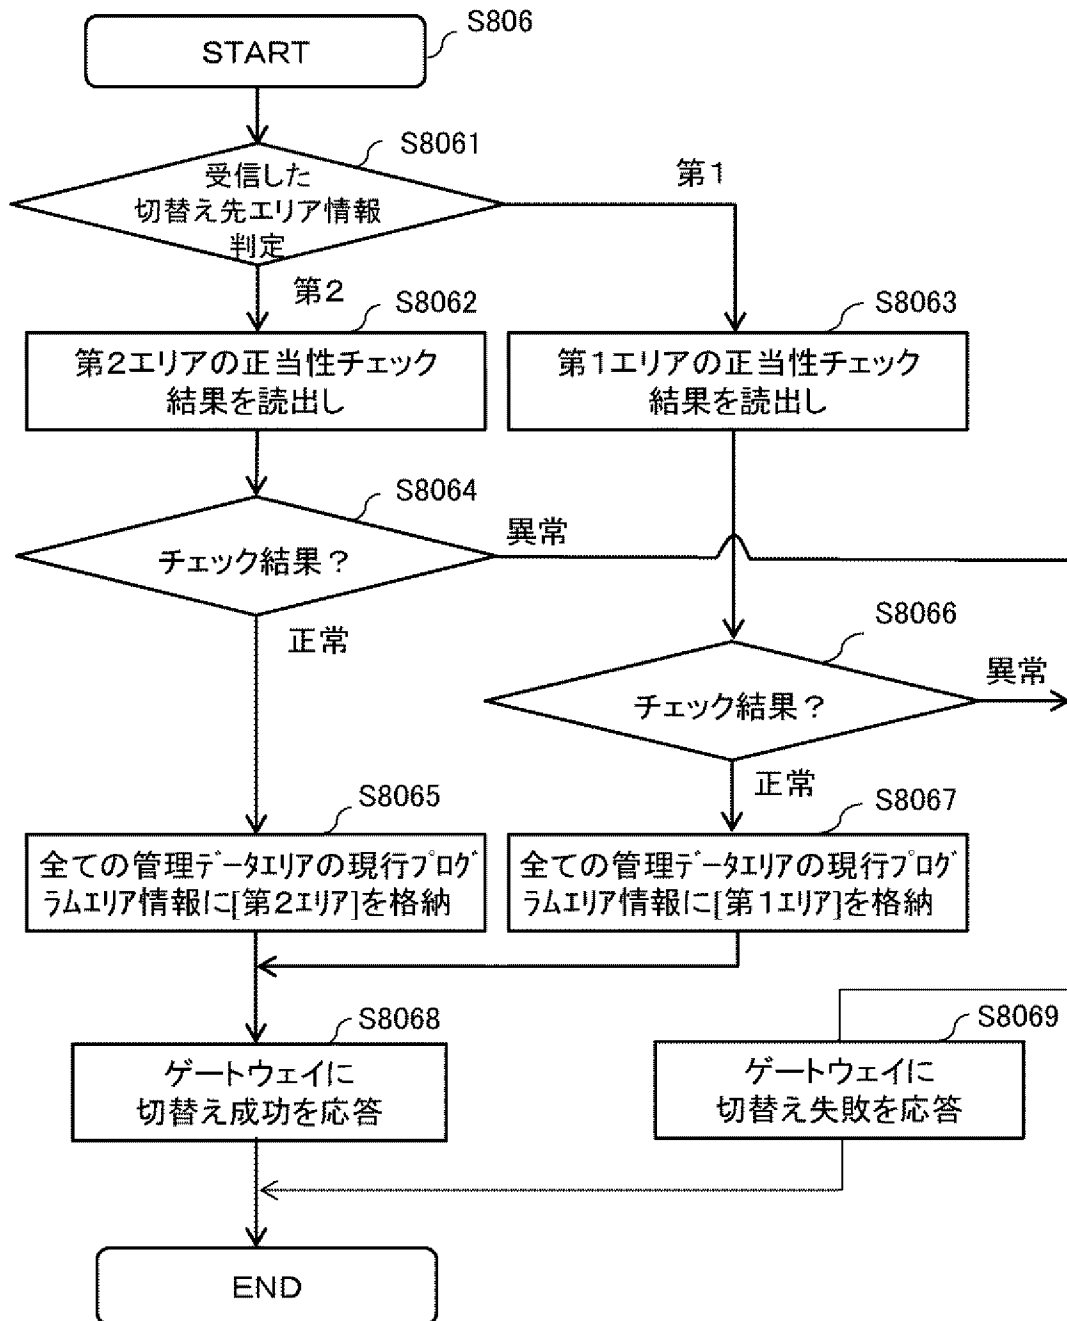 S806
START
S8061
受信した
切替え先エリア情報
判定
第1
第2
S8062
第2エリアの正当性チェック
結果を読出し
S8063
第1エリアの正当性チェック
結果を読出し
S8064
チェック結果?
異常
正常
S8066
チェック結果?
異常
正常
S8065
全ての管理データエリアの現行プログ
ラムエリア情報に[第2エリア]を格納
S8067
全ての管理データエリアの現行プログ
ラムエリア情報に[第1エリア]を格納
S8068
ゲートウェイに
切替え成功を応答
S8069
ゲートウェイに
切替え失敗を応答
END